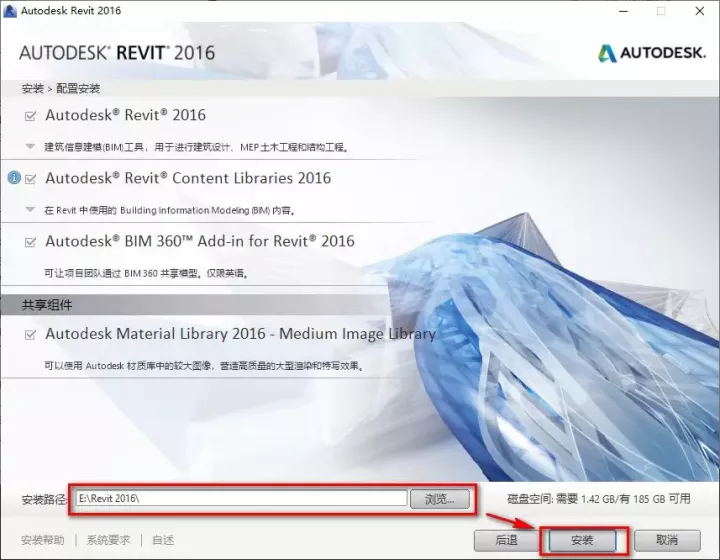 Autodesk Revit 2016
AUTODESK® REVIT® 2016
AUTODESK.
安装 > 配置安装
Autodesk® Revit® 2016
建筑信息建模(BIM)工具，用于进行建筑设计、MEP 土木工程和结构工程。
Autodesk® Revit® Content Libraries 2016
在 Revit 中使用的 Building Information Modeling (BIM) 内容。
Autodesk® BIM 360™ Add-in for Revit® 2016
可让项目团队通过 BIM 360 共享模型。仅限英语。
共享组件
Autodesk Material Library 2016 - Medium Image Library
可以使用 Autodesk 材质库中的较大图像，营造高质量的大型渲染和特写效果。
安装路径: E:\Revit 2016\ 浏览... 磁盘空间: 需要 1.42 GB/有 185 GB 可用
安装帮助 | 系统要求 | 自述 后退 安装 取消